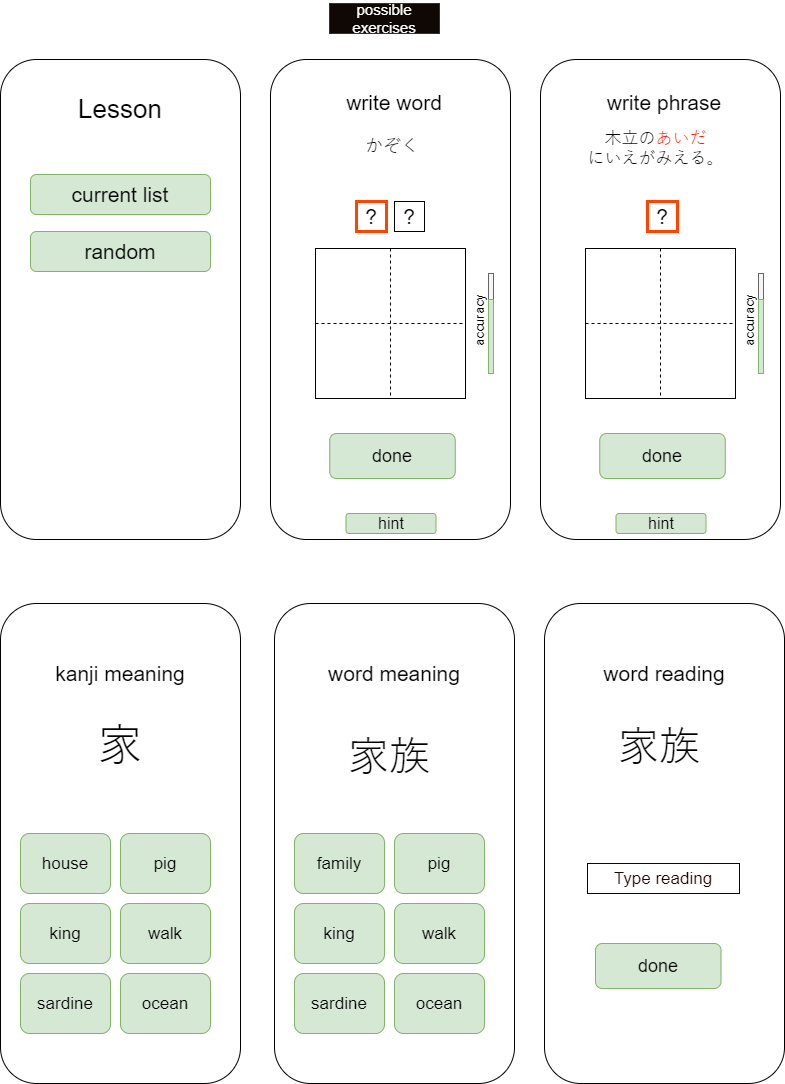 possible
exercises
Lesson
current list
random
write word
かぞく
?
?
accuracy
done
hint
write phrase
木立のあいだ
にいえがみえる。
?
accuracy
done
hint
kanji meaning
家
house
pig
king
walk
sardine
ocean
word meaning
家族
family
pig
king
walk
sardine
ocean
word reading
家族
Type reading
done